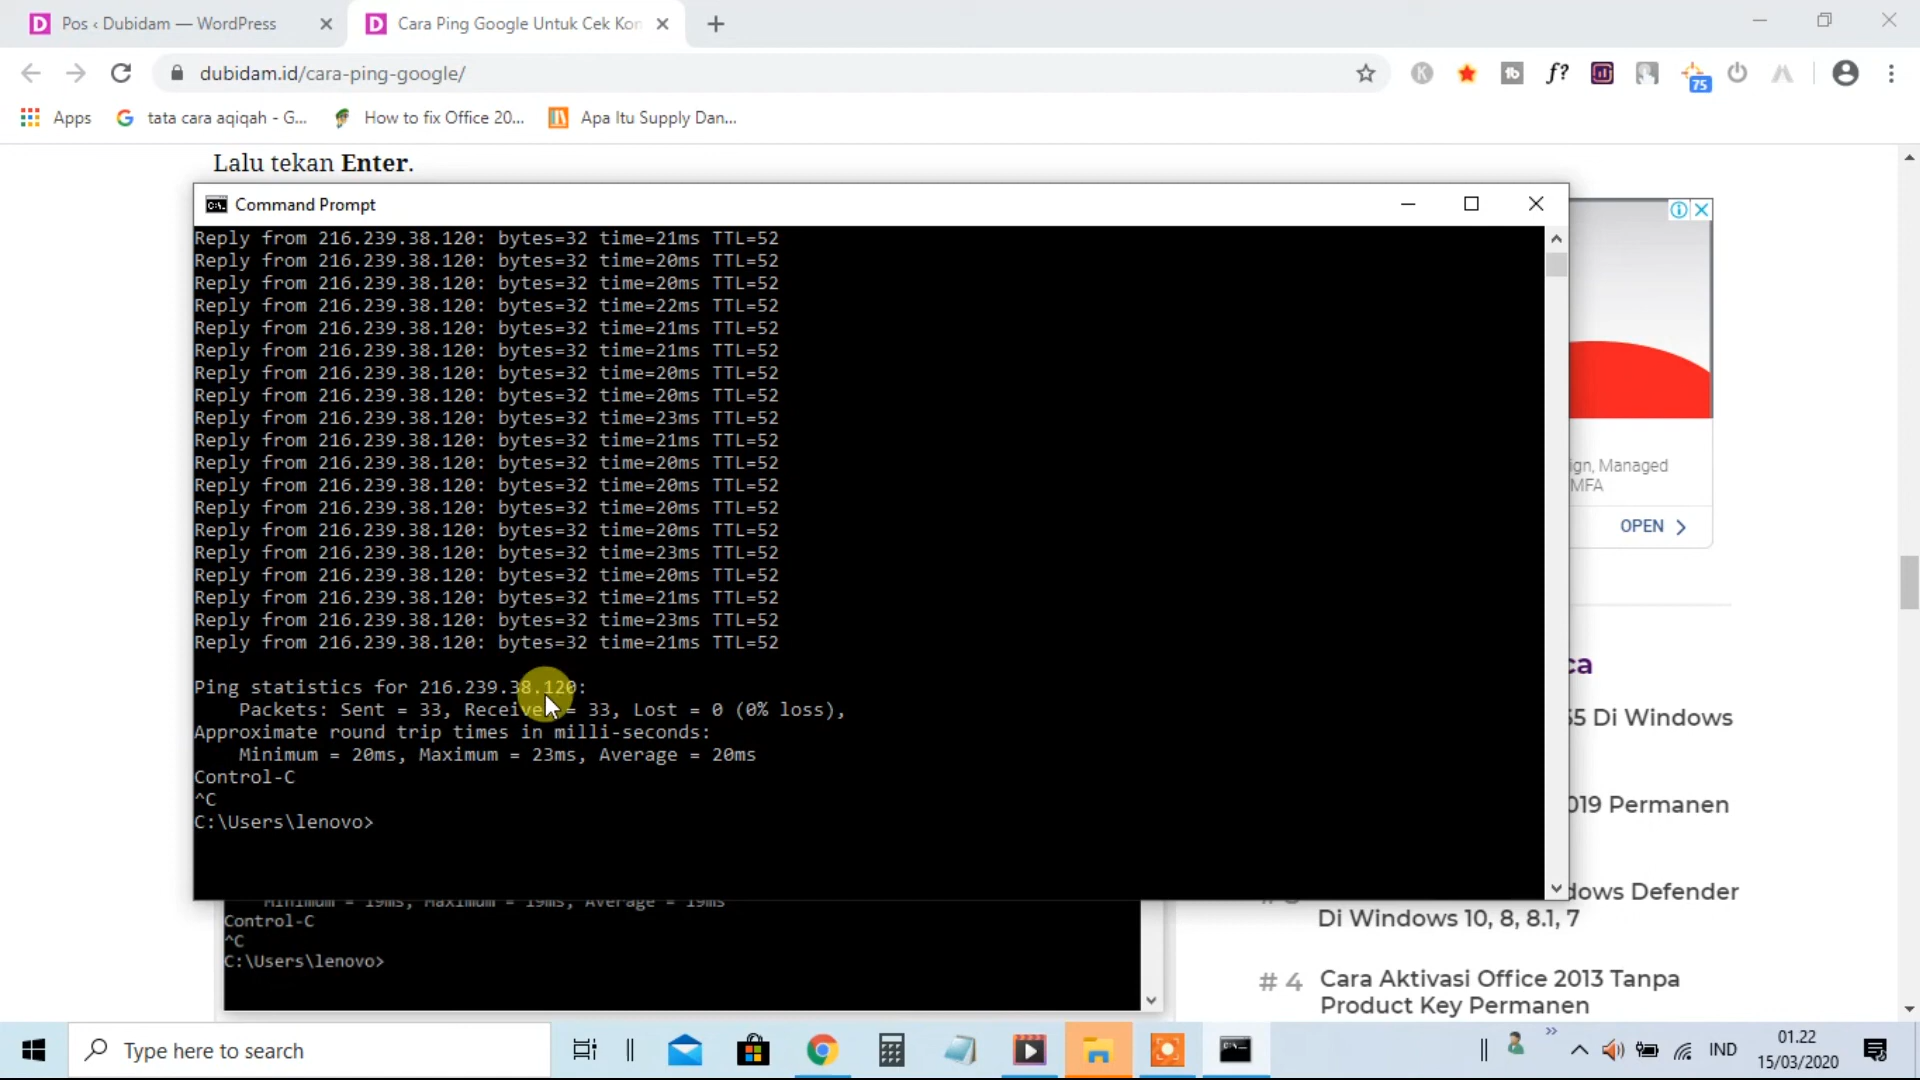 Pos ‹ Dubidam — WordPress
Cara Ping Google Untuk Cek Kon
dubidam.id/cara-ping-google/
f?
75
Apps
tata cara aqiqah - G...
How to fix Office 20...
Apa Itu Supply Dan...
Lalu tekan Enter.
Command Prompt
Reply from 216.239.38.120: bytes=32 time=21ms TTL=52
Reply from 216.239.38.120: bytes=32 time=20ms TTL=52
Reply from 216.239.38.120: bytes=32 time=20ms TTL=52
Reply from 216.239.38.120: bytes=32 time=22ms TTL=52
Reply from 216.239.38.120: bytes=32 time=21ms TTL=52
Reply from 216.239.38.120: bytes=32 time=21ms TTL=52
Reply from 216.239.38.120: bytes=32 time=20ms TTL=52
Reply from 216.239.38.120: bytes=32 time=20ms TTL=52
Reply from 216.239.38.120: bytes=32 time=23ms TTL=52
Reply from 216.239.38.120: bytes=32 time=21ms TTL=52
Reply from 216.239.38.120: bytes=32 time=20ms TTL=52
Reply from 216.239.38.120: bytes=32 time=20ms TTL=52
Reply from 216.239.38.120: bytes=32 time=20ms TTL=52
Reply from 216.239.38.120: bytes=32 time=20ms TTL=52
Reply from 216.239.38.120: bytes=32 time=23ms TTL=52
Reply from 216.239.38.120: bytes=32 time=20ms TTL=52
Reply from 216.239.38.120: bytes=32 time=21ms TTL=52
Reply from 216.239.38.120: bytes=32 time=23ms TTL=52
Reply from 216.239.38.120: bytes=32 time=21ms TTL=52
Ping statistics for 216.239.38.120:
Packets: Sent = 33, Received = 33, Lost = 0 (0% loss),
Approximate round trip times in milli-seconds:
Minimum = 20ms, Maximum = 23ms, Average = 20ms
Control-C
^C
C:\Users\lenovo>
Minimum = 19ms, Maximum = 19ms, Average = 19ms
Control-C
^C
C:\Users\lenovo>
ign, Managed
MFA
OPEN
ca
55 Di Windows
019 Permanen
dows Defender
Di Windows 10, 8, 8.1, 7
# 4 Cara Aktivasi Office 2013 Tanpa
Product Key Permanen
Type here to search
IND
01.22
15/03/2020